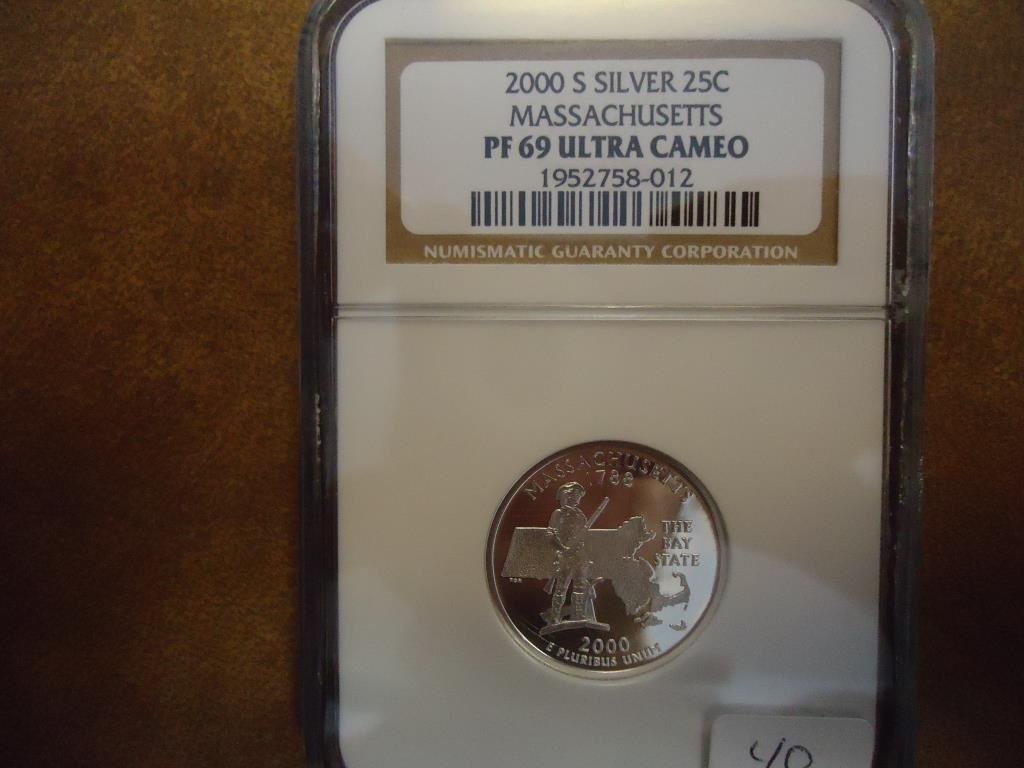 2000 S SILVER 25C
MASSACHUSETTS
PF 69 ULTRA CAMEO
1952758-012
NUMISMATIC GUARANTY CORPORATION
MASSACHUSETTS
1788
THE
BAY
STATE
2000
E PLURIBUS UNUM
40